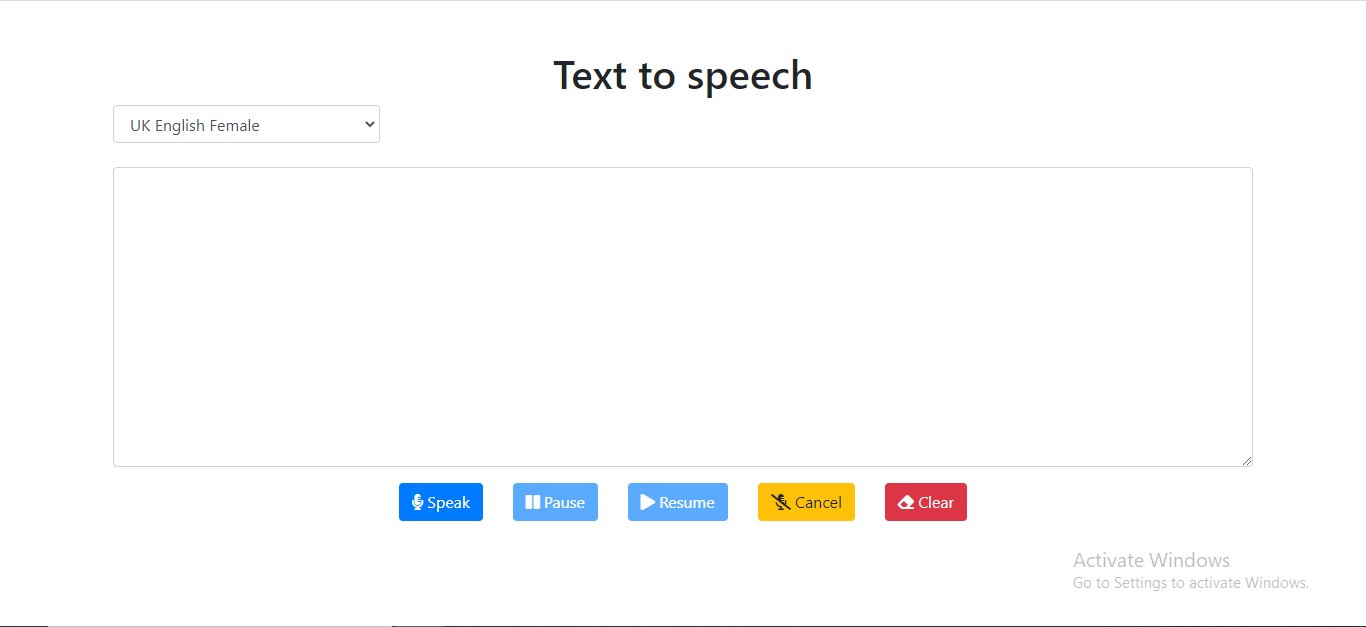 Text to speech
UK English Female
Speak Pause Resume Cancel Clear
Activate Windows
Go to Settings to activate Windows.